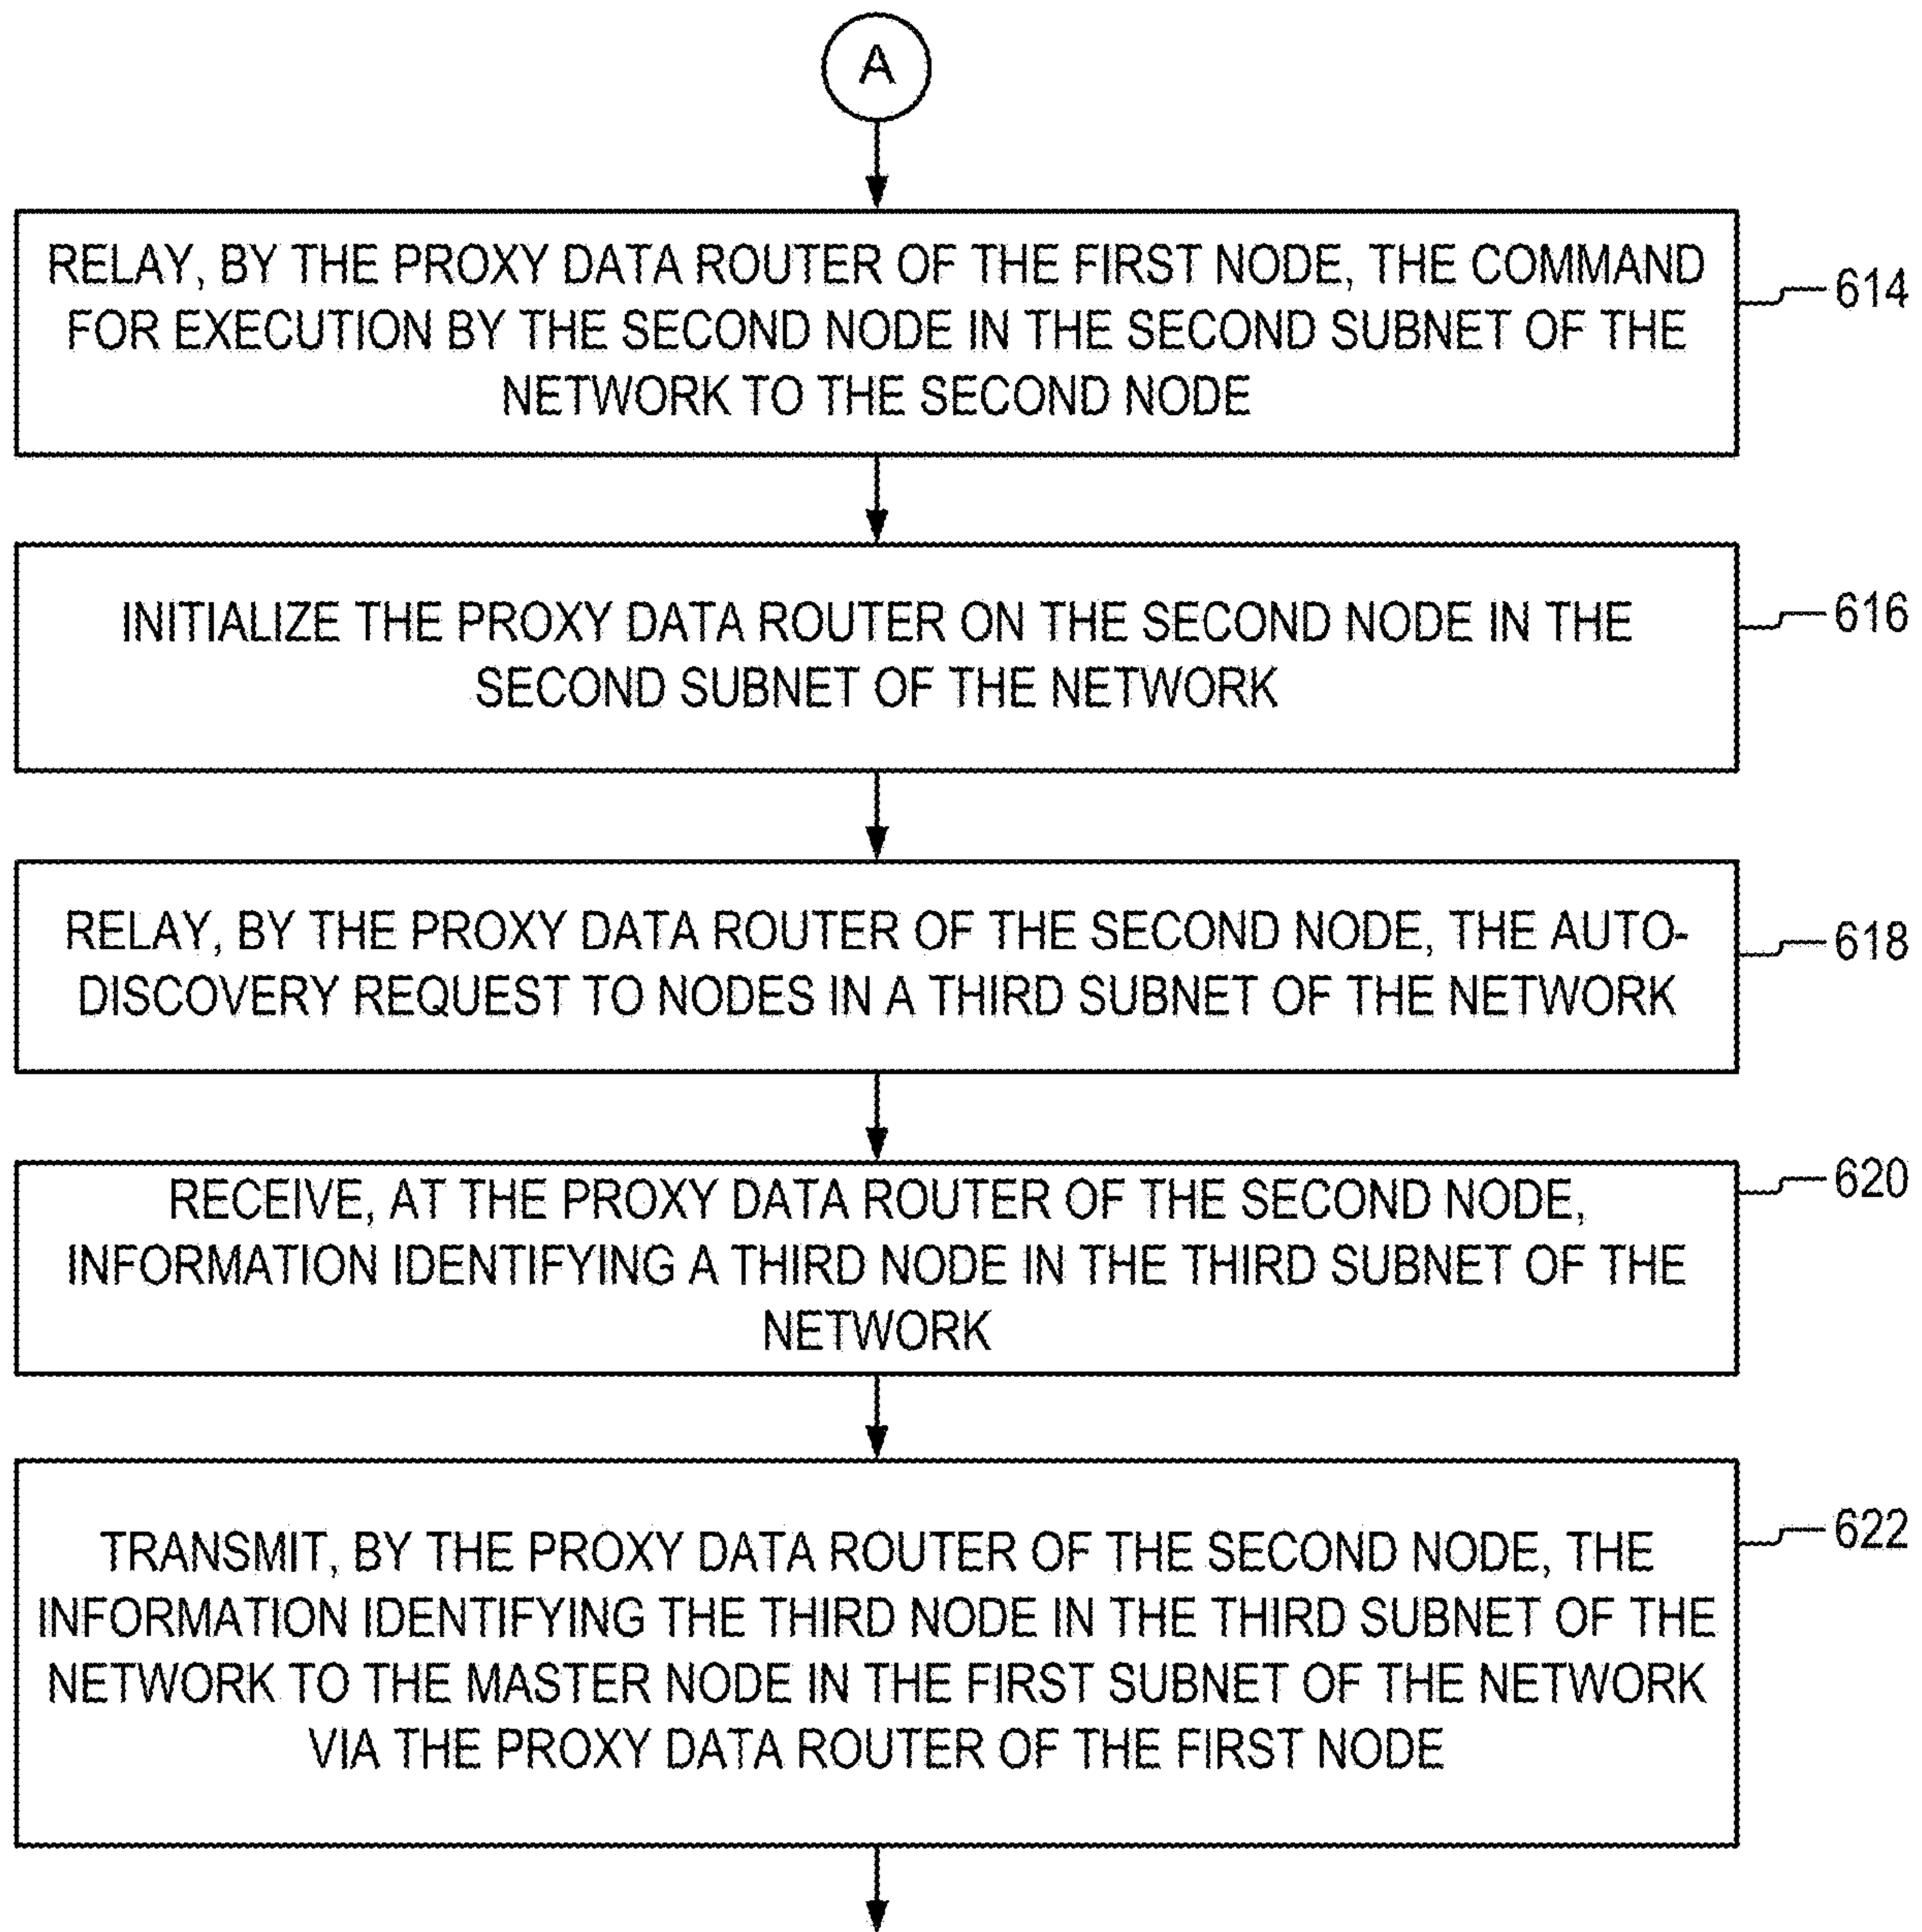 A
RELAY, BY THE PROXY DATA ROUTER OF THE FIRST NODE, THE COMMAND
FOR EXECUTION BY THE SECOND NODE IN THE SECOND SUBNET OF THE
NETWORK TO THE SECOND NODE
614
INITIALIZE THE PROXY DATA ROUTER ON THE SECOND NODE IN THE
SECOND SUBNET OF THE NETWORK
616
RELAY, BY THE PROXY DATA ROUTER OF THE SECOND NODE, THE AUTO-
DISCOVERY REQUEST TO NODES IN A THIRD SUBNET OF THE NETWORK
618
RECEIVE, AT THE PROXY DATA ROUTER OF THE SECOND NODE,
INFORMATION IDENTIFYING A THIRD NODE IN THE THIRD SUBNET OF THE
NETWORK
620
TRANSMIT, BY THE PROXY DATA ROUTER OF THE SECOND NODE, THE
INFORMATION IDENTIFYING THE THIRD NODE IN THE THIRD SUBNET OF THE
NETWORK TO THE MASTER NODE IN THE FIRST SUBNET OF THE NETWORK
VIA THE PROXY DATA ROUTER OF THE FIRST NODE
622